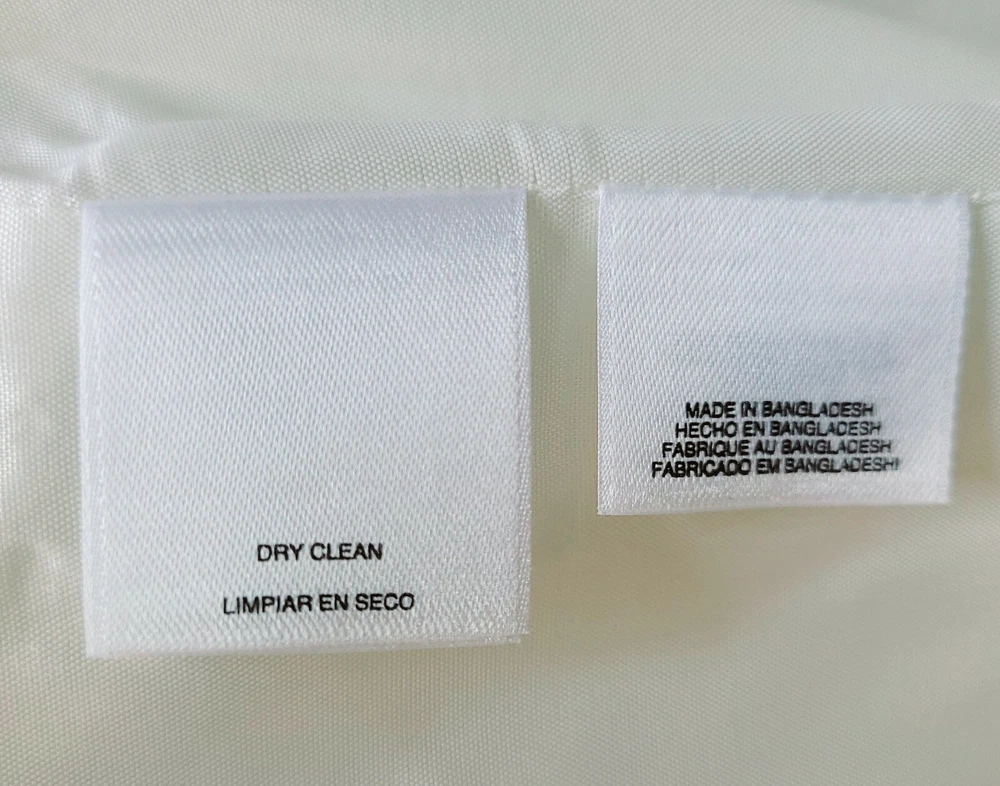 DRY CLEAN
LIMPIAR EN SECO
MADE IN BANGLADESH
HECHO EN BANGLADESH
FABRIQUE AU BANGLADESH
FABRICADO EM BANGLADESH